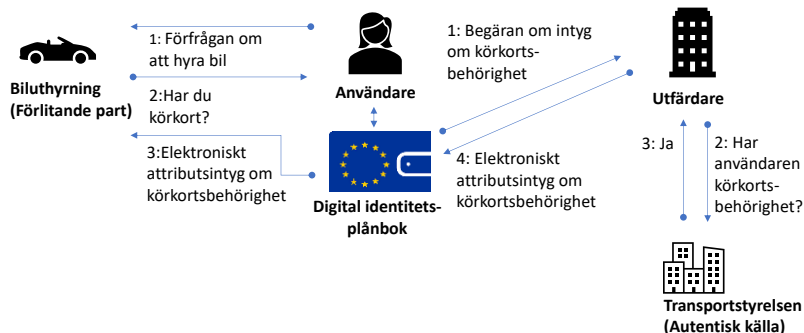 1: Förfrågan om
att hyra bil
Biluthyrning
(Förlitande part)
2:Har du
körkort?
3:Elektroniskt
attributsintyg om
körkortsbehörighet
Användare
Digital identitets-
plånbok
1: Begäran om intyg
om körkorts-
behörighet
4: Elektroniskt
attributsintyg om
körkortsbehörighet
Utfärdare
3: Ja
2: Har
användaren
körkorts-
behörighet?
Transportstyrelsen
(Autentisk källa)